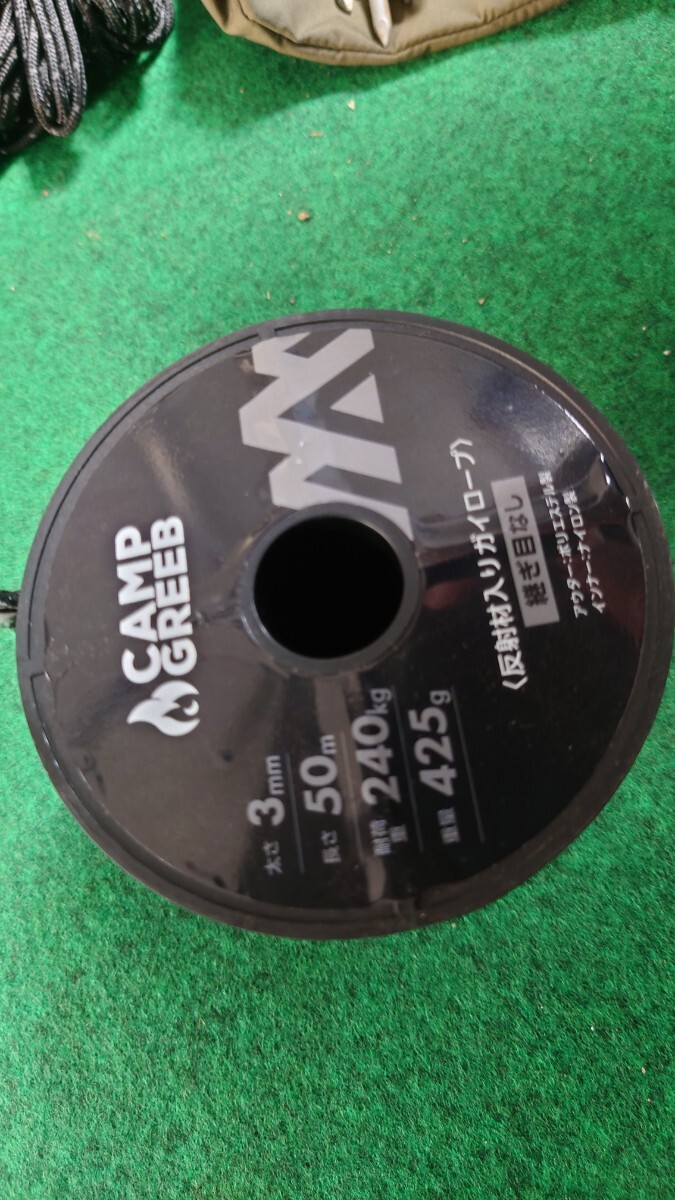 CAMP
GREEB
太さ 3mm
長さ 50m
耐荷重 240kg
重量 425g
〈反射材入りガイロープ〉
継き目なし
アウター:ポリエステル製
インナー:ナイロン製